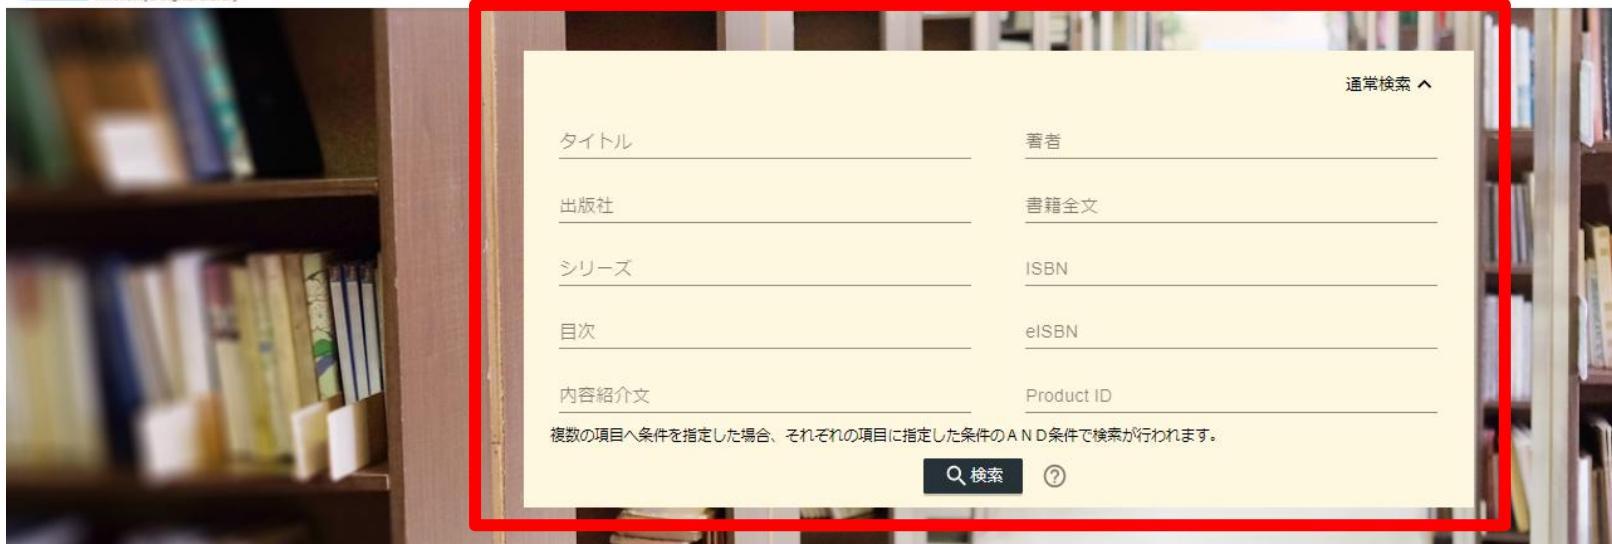 通常検索
タイトル
著者
出版社
書籍全文
シリーズ
ISBN
目次
eISBN
内容紹介文
Product ID
複数の項目へ条件を指定した場合、それぞれの項目に指定した条件のAND条件で検索が行われます。
検索